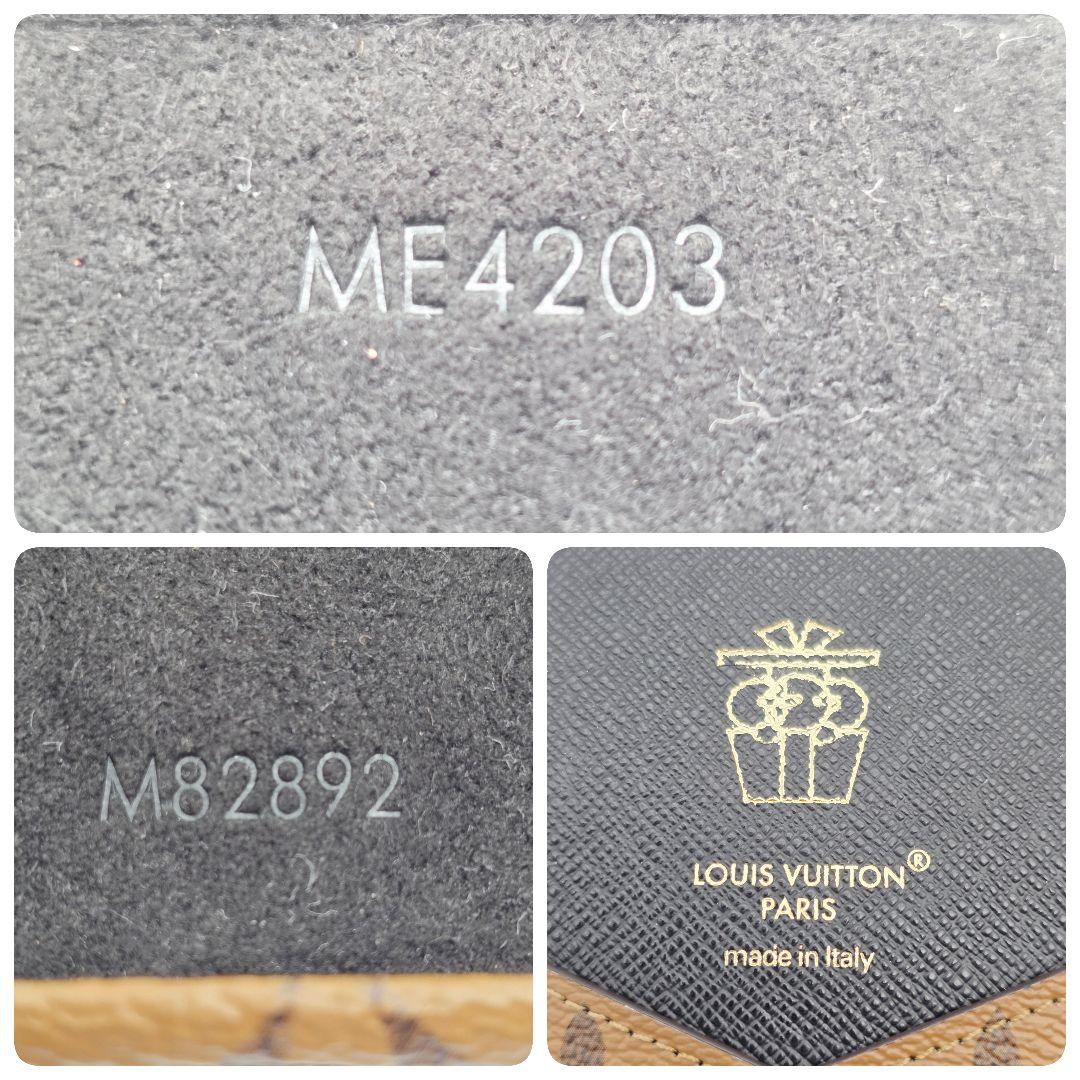 ME4203
M82892
LOUIS VUITTON®
PARIS
made in Italy